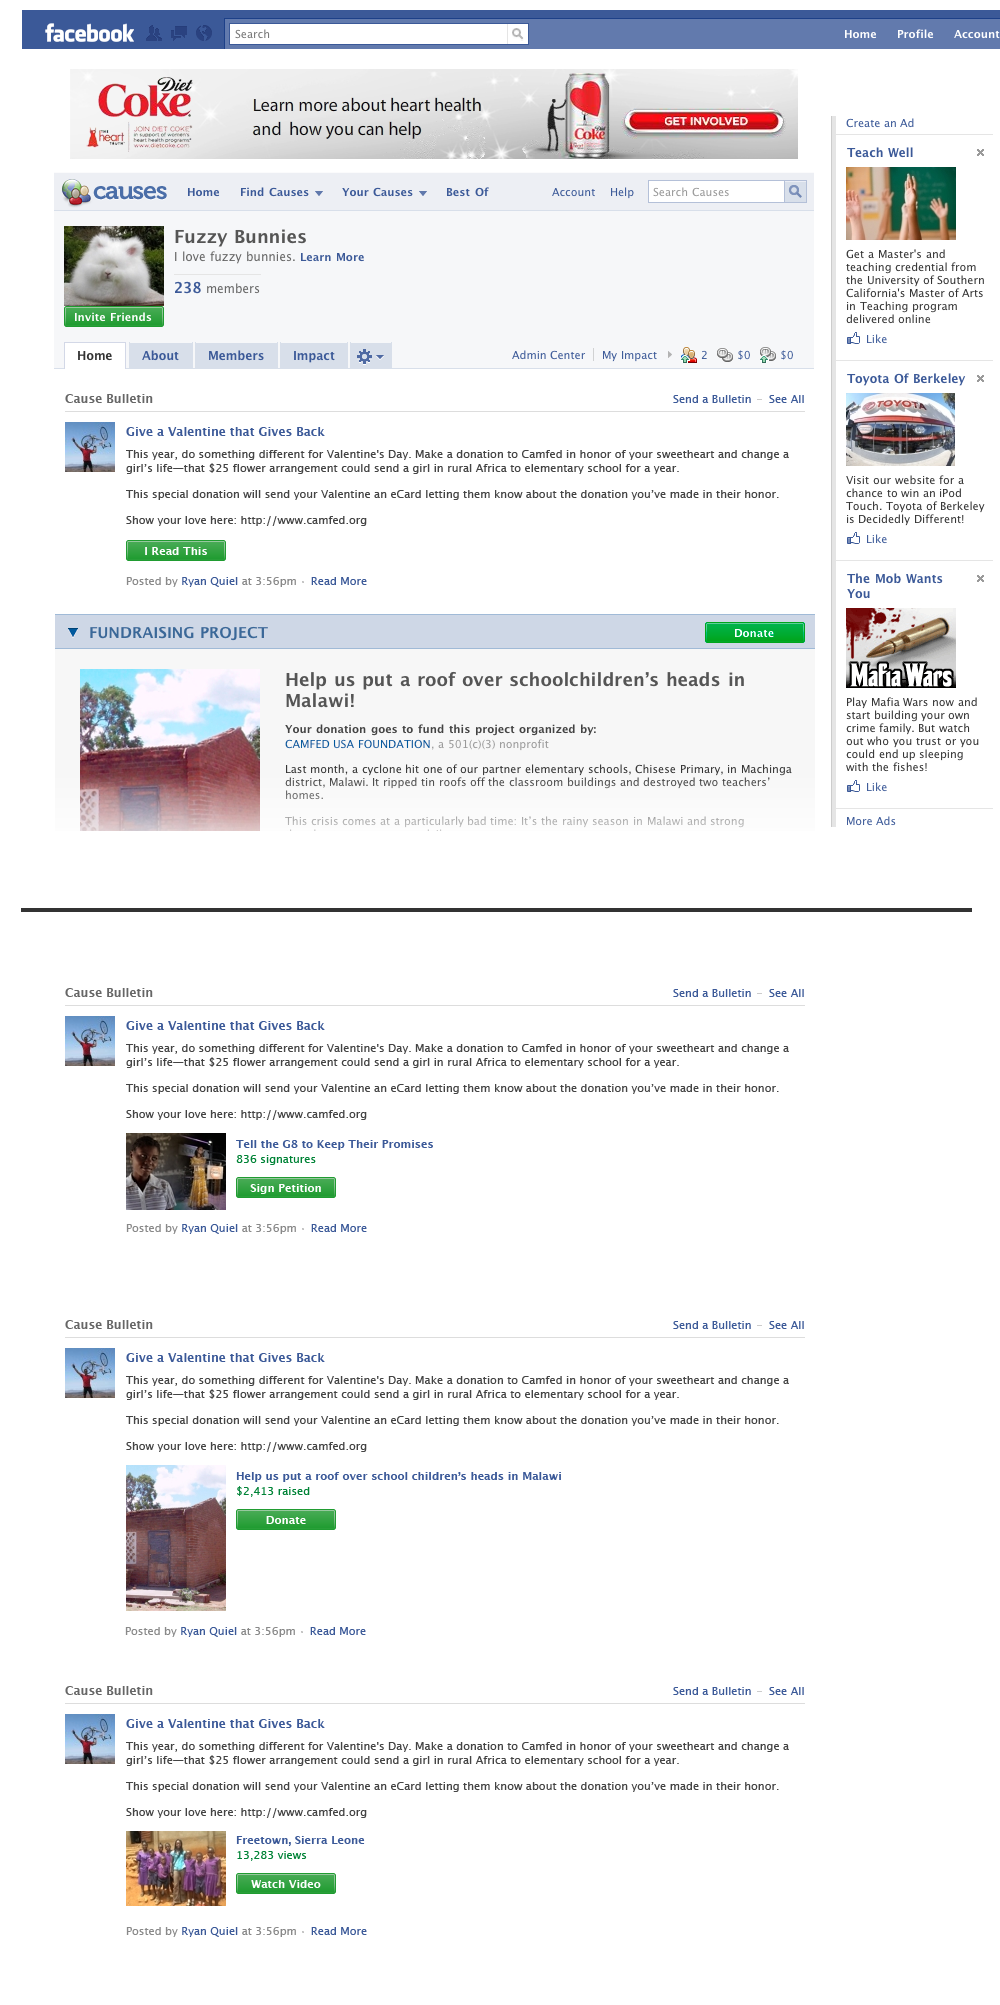 facebook
Search
Home Profile Account
Diet
Coke
THE heart TRUTH
JOIN DIET COKE®
in support of women's
heart health programs*
www.dietcoke.com
Learn more about heart health
and how you can help
Diet
Coke
GET INVOLVED
causes Home Find Causes Your Causes Best Of Account Help Search Causes
Fuzzy Bunnies
I love fuzzy bunnies. Learn More
238 members
Invite Friends
Home About Members Impact Admin Center My Impact 2 $0 $0
Cause Bulletin Send a Bulletin – See All
Give a Valentine that Gives Back
This year, do something different for Valentine's Day. Make a donation to Camfed in honor of your sweetheart and change a
girl's life—that $25 flower arrangement could send a girl in rural Africa to elementary school for a year.
This special donation will send your Valentine an eCard letting them know about the donation you've made in their honor.
Show your love here: http://www.camfed.org
I Read This
Posted by Ryan Quiel at 3:56pm · Read More
FUNDRAISING PROJECT Donate
Help us put a roof over schoolchildren's heads in
Malawi!
Your donation goes to fund this project organized by:
CAMFED USA FOUNDATION, a 501(c)(3) nonprofit
Last month, a cyclone hit one of our partner elementary schools, Chisese Primary, in Machinga
district, Malawi. It ripped tin roofs off the classroom buildings and destroyed two teachers'
homes.
This crisis comes at a particularly bad time: It's the rainy season in Malawi and strong
Create an Ad
Teach Well
Get a Master's and
teaching credential from
the University of Southern
California's Master of Arts
in Teaching program
delivered online
Like
Toyota Of Berkeley
TOYOTA
Visit our website for a
chance to win an iPod
Touch. Toyota of Berkeley
is Decidedly Different!
Like
The Mob Wants
You
Mafia Wars
Play Mafia Wars now and
start building your own
crime family. But watch
out who you trust or you
could end up sleeping
with the fishes!
Like
More Ads
Cause Bulletin Send a Bulletin – See All
Give a Valentine that Gives Back
This year, do something different for Valentine's Day. Make a donation to Camfed in honor of your sweetheart and change a
girl's life—that $25 flower arrangement could send a girl in rural Africa to elementary school for a year.
This special donation will send your Valentine an eCard letting them know about the donation you've made in their honor.
Show your love here: http://www.camfed.org
Tell the G8 to Keep Their Promises
836 signatures
Sign Petition
Posted by Ryan Quiel at 3:56pm · Read More
Cause Bulletin Send a Bulletin – See All
Give a Valentine that Gives Back
This year, do something different for Valentine's Day. Make a donation to Camfed in honor of your sweetheart and change a
girl's life—that $25 flower arrangement could send a girl in rural Africa to elementary school for a year.
This special donation will send your Valentine an eCard letting them know about the donation you've made in their honor.
Show your love here: http://www.camfed.org
Help us put a roof over school children's heads in Malawi
$2,413 raised
Donate
Posted by Ryan Quiel at 3:56pm · Read More
Cause Bulletin Send a Bulletin – See All
Give a Valentine that Gives Back
This year, do something different for Valentine's Day. Make a donation to Camfed in honor of your sweetheart and change a
girl's life—that $25 flower arrangement could send a girl in rural Africa to elementary school for a year.
This special donation will send your Valentine an eCard letting them know about the donation you've made in their honor.
Show your love here: http://www.camfed.org
Freetown, Sierra Leone
13,283 views
Watch Video
Posted by Ryan Quiel at 3:56pm · Read More